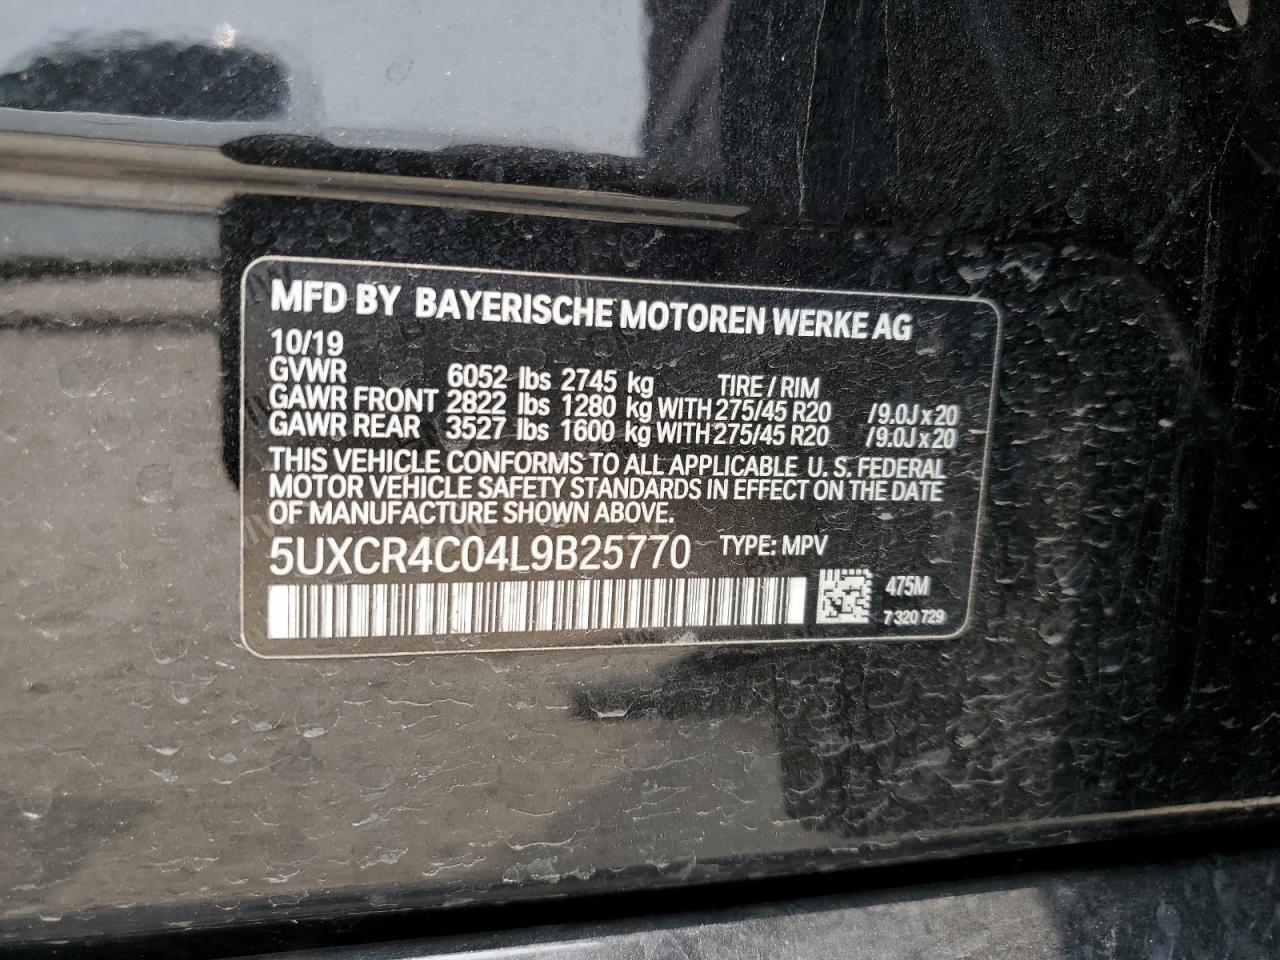 MFD BY BAYERISCHE MOTOREN WERKE AG
10/19
GVWR 6052 lbs 2745 kg TIRE / RIM
GAWR FRONT 2822 lbs 1280 kg WITH 275/45 R20 / 9.0J x 20
GAWR REAR 3527 lbs 1600 kg WITH 275/45 R20 / 9.0J x 20
THIS VEHICLE CONFORMS TO ALL APPLICABLE U. S. FEDERAL
MOTOR VEHICLE SAFETY STANDARDS IN EFFECT ON THE DATE
OF MANUFACTURE SHOWN ABOVE.
5UXCR4C04L9B25770 TYPE: MPV
475M
7 320 729